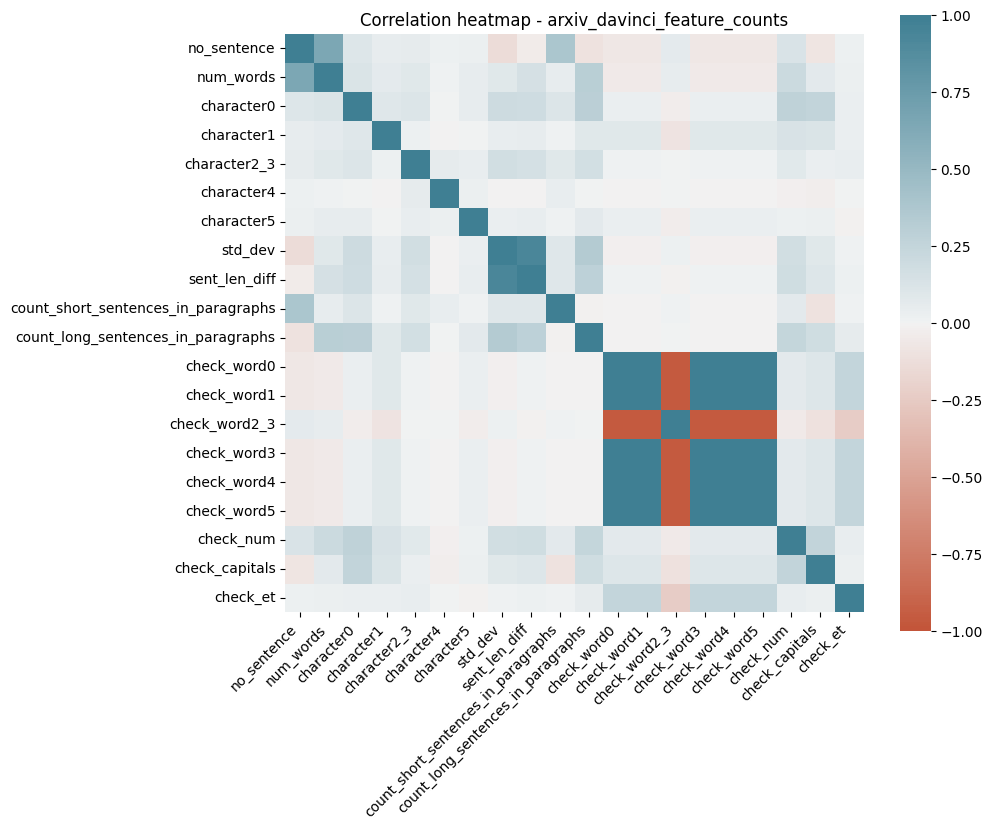 Correlation heatmap - arxiv_davinci_feature_counts
no_sentence
num_words
character0
character1
character2_3
character4
character5
std_dev
sent_len_diff
count_short_sentences_in_paragraphs
count_long_sentences_in_paragraphs
check_word0
check_word1
check_word2_3
check_word3
check_word4
check_word5
check_num
check_capitals
check_et
no_sentence
num_words
character0
character1
character2_3
character4
character5
std_dev
sent_len_diff
count_short_sentences_in_paragraphs
count_long_sentences_in_paragraphs
check_word0
check_word1
check_word2_3
check_word3
check_word4
check_word5
check_num
check_capitals
check_et
1.00
0.75
0.50
0.25
0.00
−0.25
−0.50
−0.75
−1.00